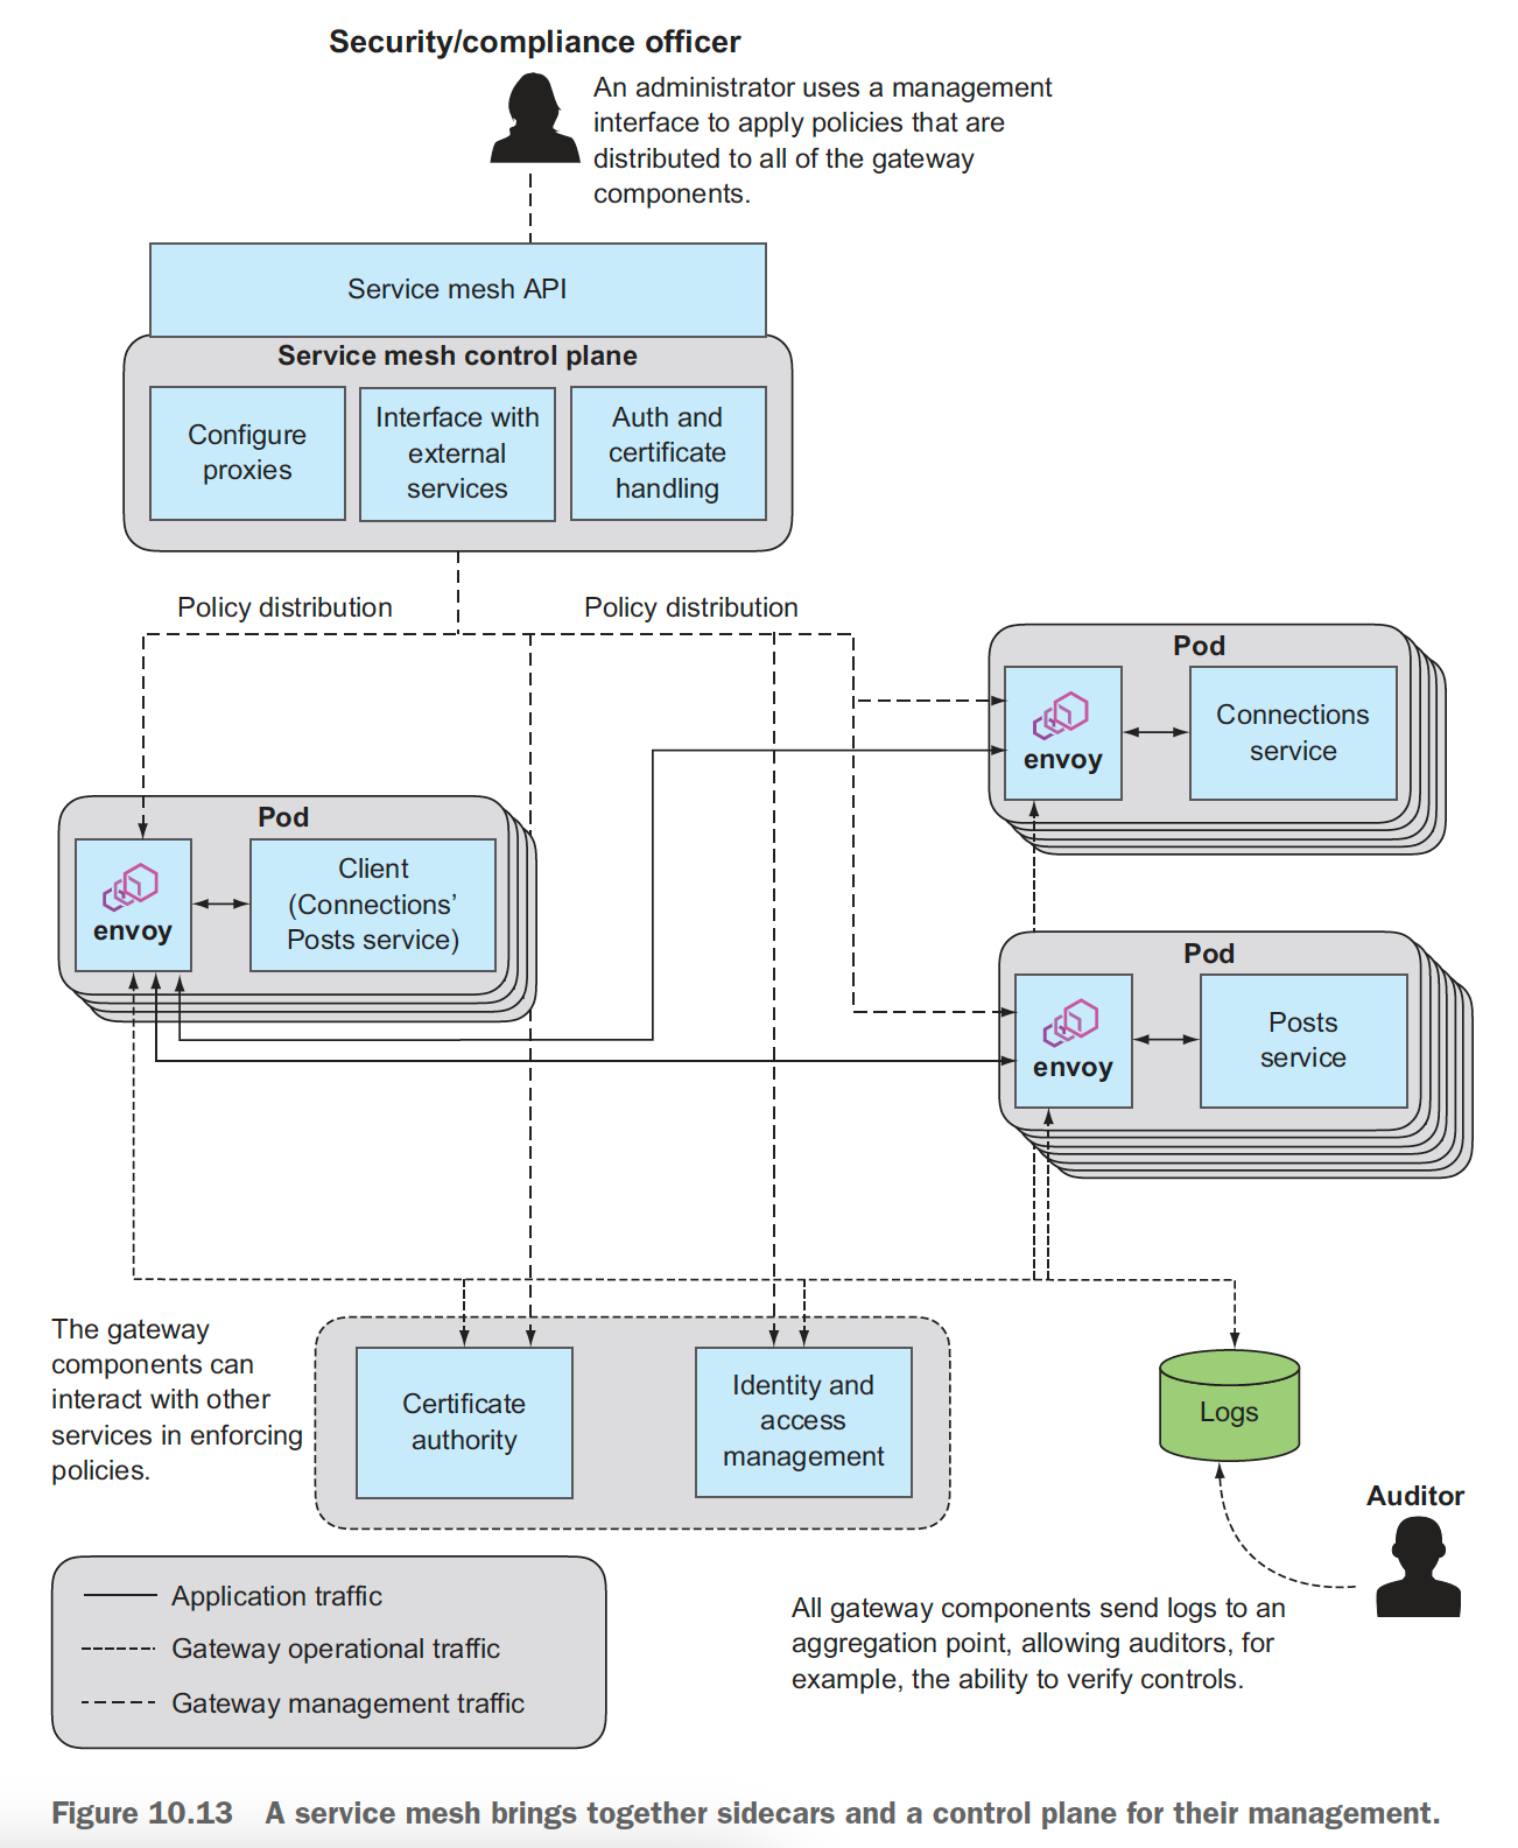 Security/compliance officer
An administrator uses a management
interface to apply policies that are
distributed to all of the gateway
components.
Service mesh API
Service mesh control plane
Configure
proxies
Interface with
external
services
Auth and
certificate
handling
Policy distribution
Policy distribution
Pod
envoy
Connections
service
Pod
envoy
Client
(Connections’
Posts service)
Pod
envoy
Posts
service
The gateway
components can
interact with other
services in enforcing
policies.
Certificate
authority
Identity and
access
management
Logs
Auditor
Application traffic
Gateway operational traffic
Gateway management traffic
All gateway components send logs to an
aggregation point, allowing auditors, for
example, the ability to verify controls.
Figure 10.13 A service mesh brings together sidecars and a control plane for their management.